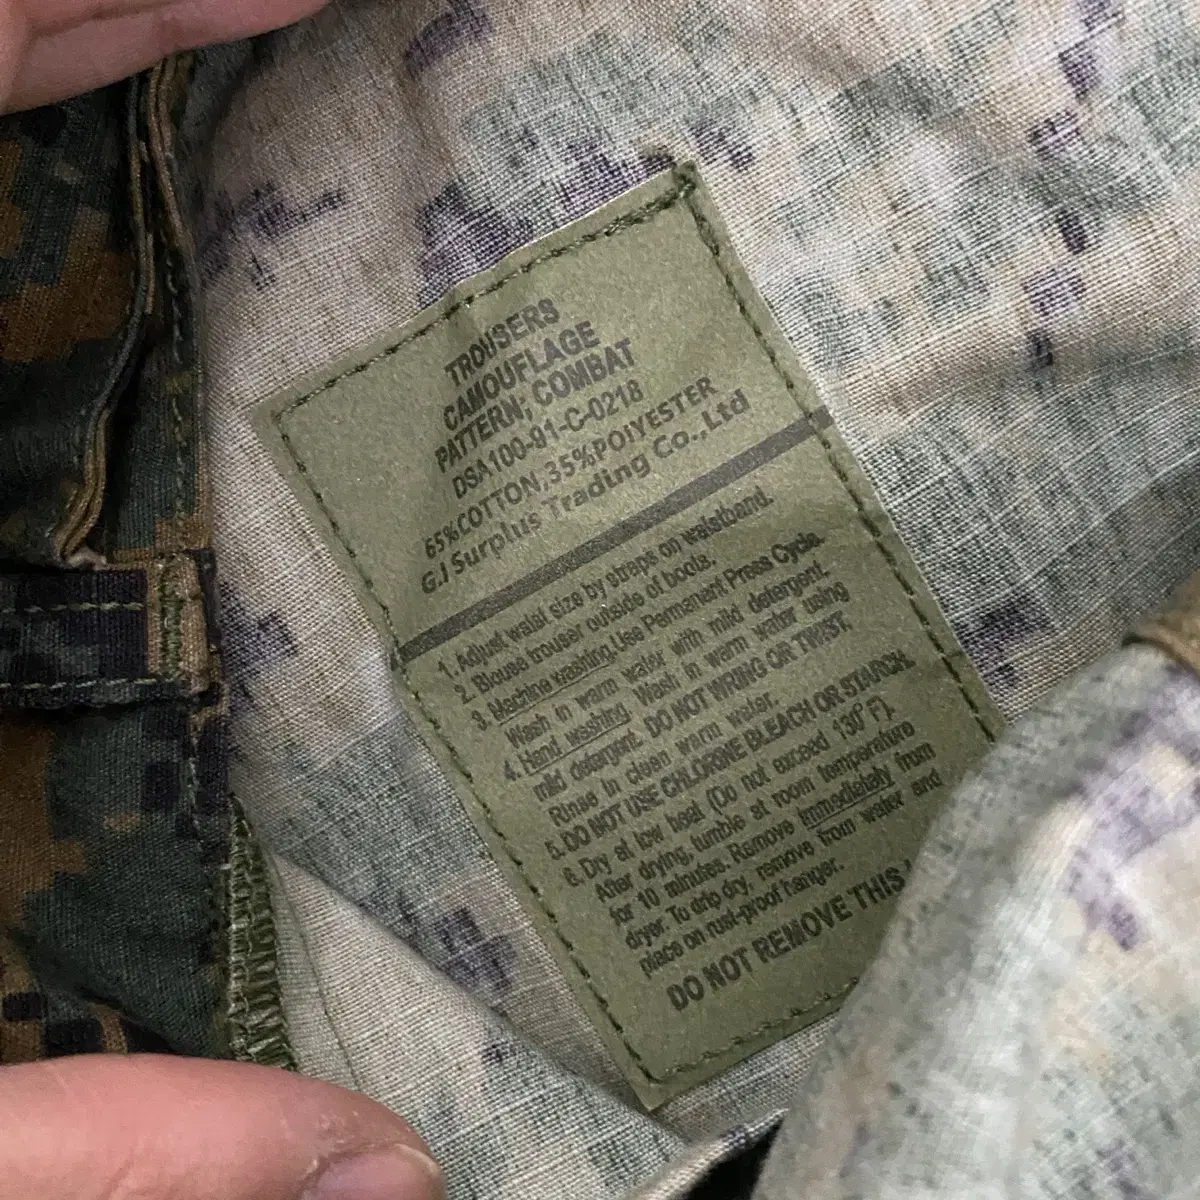 TROUSERS
CAMOUFLAGE
PATTERN; COMBAT
DSA100-91-C-0218
65%COTTON,35%POIYESTER
G.I Surplus Trading Co.,Ltd
1. Adjust waist size by straps on waistband.
2. Blouse trouser outside of boots.
3. Machine washing.Use Permanent Press Cycle.
Wash in warm water with mild detergent.
4. Hand washing. Wash in warm water using
mild detergent. DO NOT WRING OR TWIST.
Rinse in clean warm water.
5. DO NOT USE CHLORINE BLEACH OR STARCH.
6. Dry at low heat (Do not exceed 130° F).
After drying, tumble at room temperature
for 10 minutes. Remove immediately from
dryer. To drip dry, remove from water and
place on rust-proof hanger.
DO NOT REMOVE THIS